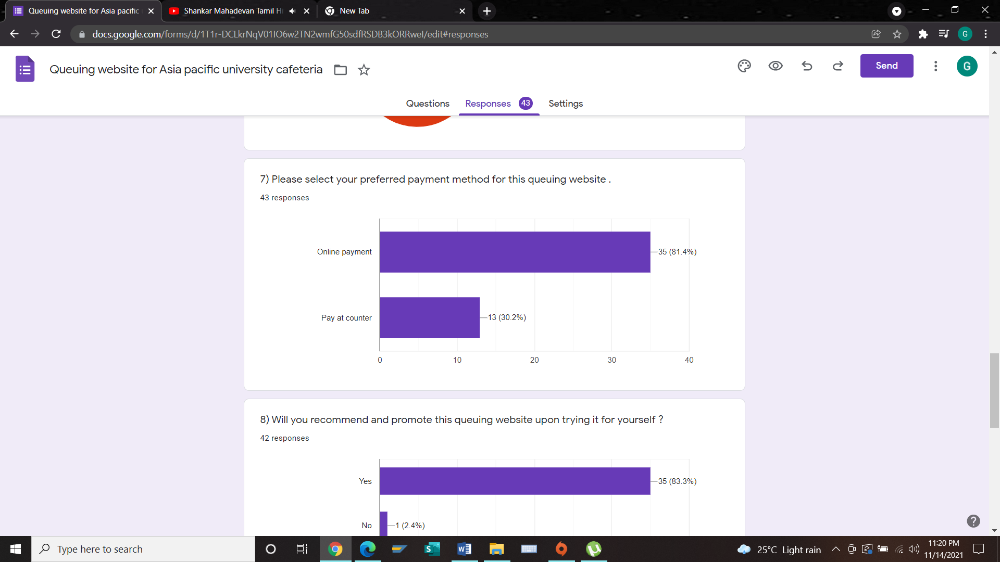 Queuing website for Asia pacific
Shankar Mahadevan Tamil Hi
New Tab
docs.google.com/forms/d/1T1r-DCLkrNqV01IO6w2TN2wmfG50sdfRSDB3kORRweI/edit#responses
G
Queuing website for Asia pacific university cafeteria
Send
G
Questions
Responses 43
Settings
7) Please select your preferred payment method for this queuing website .
43 responses
Online payment
35 (81.4%)
Pay at counter
13 (30.2%)
0 10 20 30 40
8) Will you recommend and promote this queuing website upon trying it for yourself ?
42 responses
Yes
35 (83.3%)
No
1 (2.4%)
Type here to search
25°C Light rain
11:20 PM
11/14/2021